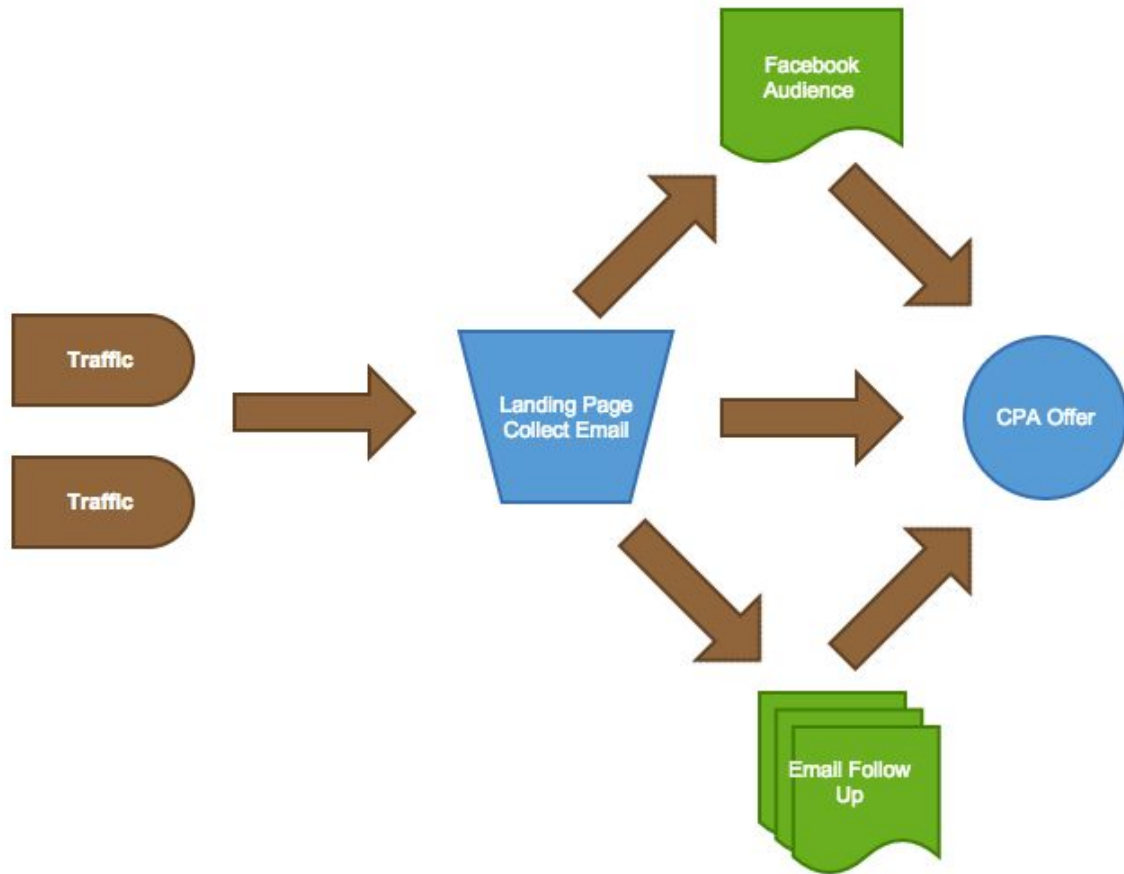 Facebook
Audience
Traffic
Landing Page
Collect Email
CPA Offer
Traffic
Email Follow
Up